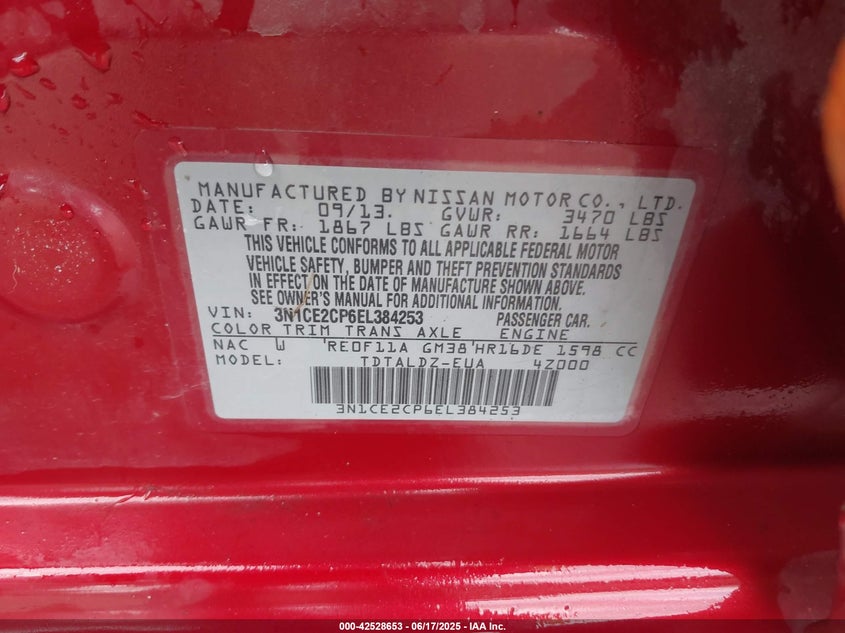 MANUFACTURED BY NISSAN MOTOR CO., LTD.
DATE: 09/13. GVWR: 3470 LBS
GAWR FR: 1867 LBS GAWR RR: 1664 LBS
THIS VEHICLE CONFORMS TO ALL APPLICABLE FEDERAL MOTOR
VEHICLE SAFETY, BUMPER AND THEFT PREVENTION STANDARDS
IN EFFECT ON THE DATE OF MANUFACTURE SHOWN ABOVE.
SEE OWNER'S MANUAL FOR ADDITIONAL INFORMATION.
VIN: 3N1CE2CP6EL384253 PASSENGER CAR.
COLOR TRIM TRANS AXLE ENGINE
NAC W 'RE0F11A GM38'HR16DE 1598 CC
MODEL: TDTALDZ-EUA 4Z000
3N1CE2CP6EL384253
000-42528653 - 06/17/2025 - IAA Inc.